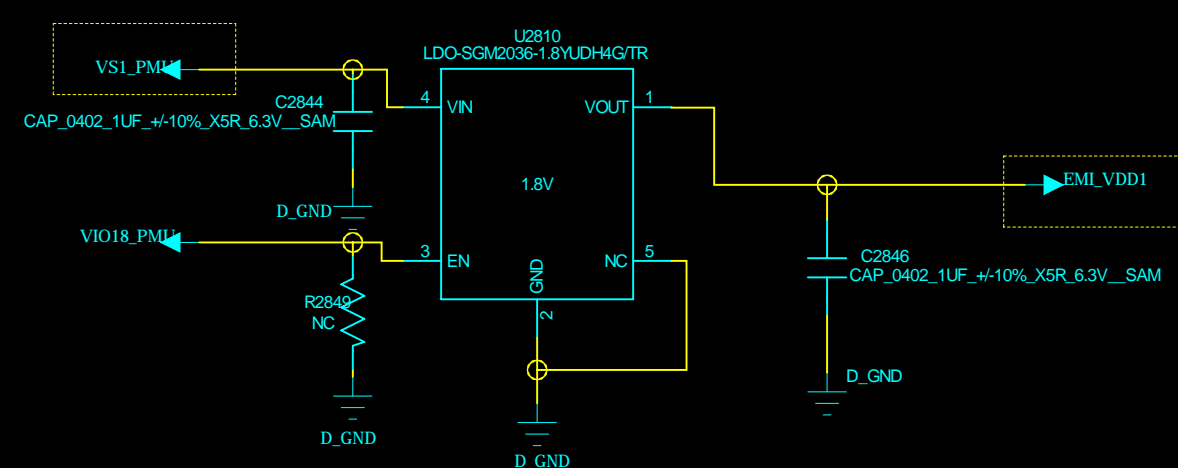 U2810
LDO-SGM2036-1.8YUDH4G/TR
VS1_PMU
C2844
CAP_0402_1UF_+/-10%_X5R_6.3V__SAM
4
VIN
VOUT
1
1.8V
EMI_VDD1
D_GND
VIO18_PMU
3
EN
NC
5
GND
2
C2846
CAP_0402_1UF_+/-10%_X5R_6.3V__SAM
R2849
NC
D_GND
D_GND
D_GND